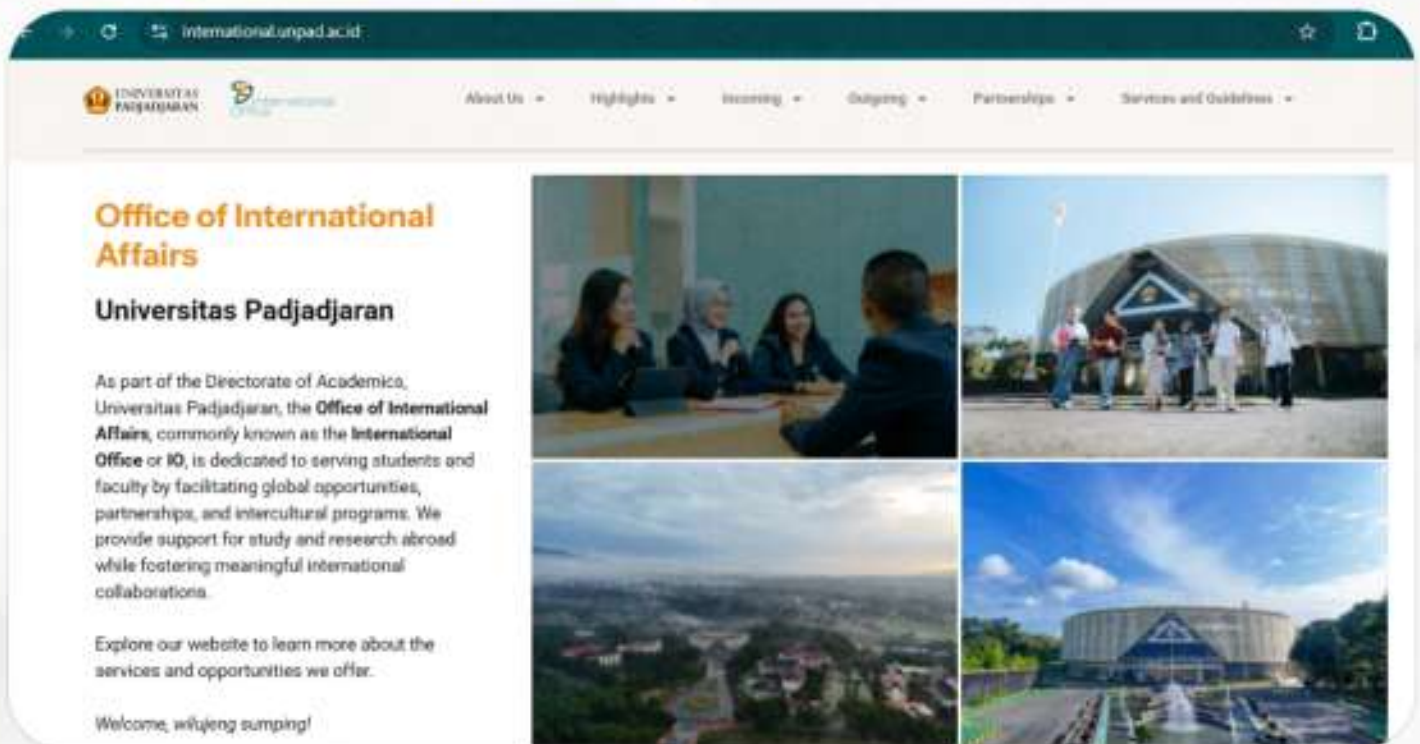 international.unpad.ac.id
UNIVERSITAS
PADJADJARAN
International
Office
About Us
Highlights
Incoming
Outgoing
Partnerships
Services and Guidelines
Office of International
Affairs
Universitas Padjadjaran
As part of the Directorate of Academics,
Universitas Padjadjaran, the Office of International
Affairs, commonly known as the International
Office or IO, is dedicated to serving students and
faculty by facilitating global opportunities,
partnerships, and intercultural programs. We
provide support for study and research abroad
while fostering meaningful international
collaborations.
Explore our website to learn more about the
services and opportunities we offer.
Welcome, wilujeng sumping!